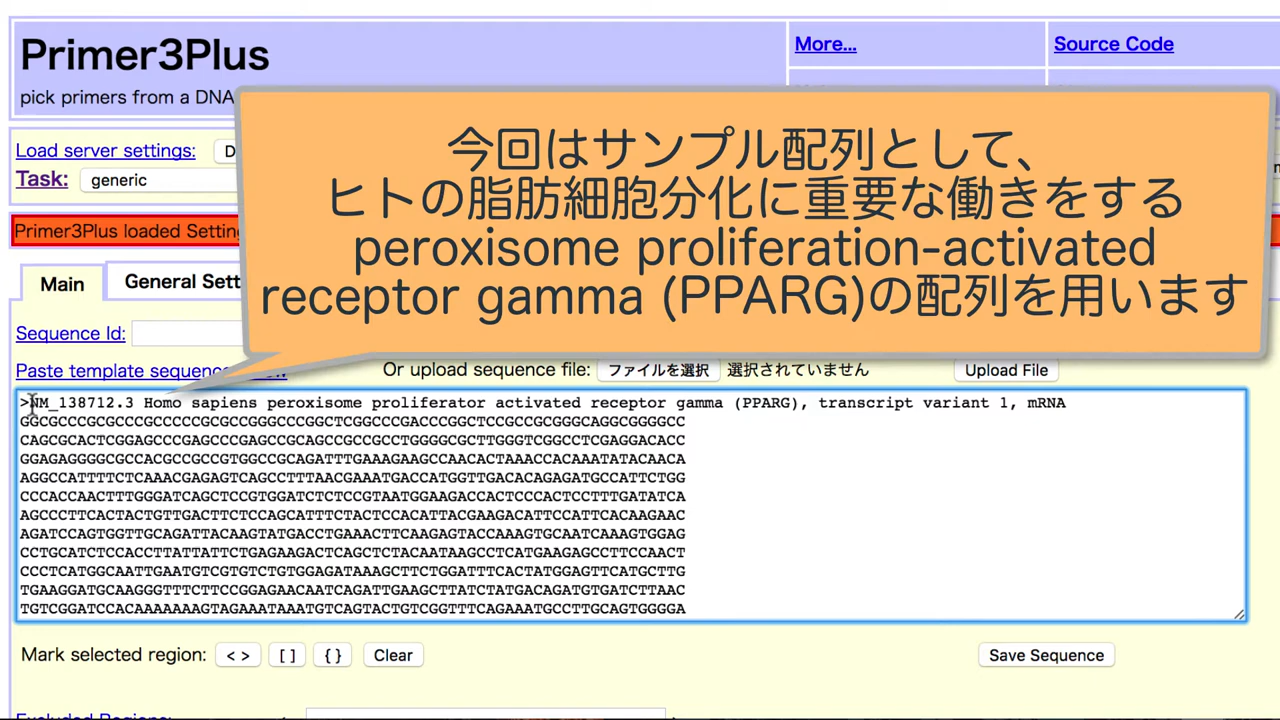 Primer3Plus
pick primers from a DNA
More...
Source Code
Load server settings:
Task: generic
Primer3Plus loaded
今回はサンプル配列として、
ヒトの脂肪細胞分化に重要な働きをする
peroxisome proliferation-activated
receptor gamma (PPARG)の配列を用います
Main
General Sett
Sequence Id:
Paste template
Or upload sequence file: ファイルを選択 選択されていません Upload File
>NM_138712.3 Homo sapiens peroxisome proliferator activated receptor gamma (PPARG), transcript variant 1, mRNA
GGCGCCCGCGCCCGCCCCCGCGCCGGGCCCGGCTCGGCCCGACCCGGCTCCGCCGCGGGCAGGCGGGGCC
CAGCGCACTCGGAGCCCGAGCCCGAGCCGCAGCCGCCGCCTGGGGCGCTTGGGTCGGCCTCGAGGACACC
GGAGAGGGGCGCCACGCCGCCGTGGCCGCAGATTTGAAAGAAGCCAACACTAAACCACAAATATACAACA
AGGCCATTTTCTCAAACGAGAGTCAGCCTTTAACGAAATGACCATGGTTGACACAGAGATGCCATTCTGG
CCCACCAACTTTGGGATCAGCTCCGTGGATCTCTCCGTAATGGAAGACCACTCCCACTCCTTTGATATCA
AGCCCTTCACTACTGTTGACTTCTCCAGCATTTCTACTCCACATTACGAAGACATTCCATTCACAAGAAC
AGATCCAGTGGTTGCAGATTACAAGTATGACCTGAAACTTCAAGAGTACCAAAGTGCAATCAAAGTGGAG
CCTGCATCTCCACCTTATTATTCTGAGAAGACTCAGCTCTACAATAAGCCTCATGAAGAGCCTTCCAACT
CCCTCATGGCAATTGAATGTCGTGTCTGTGGAGATAAAGCTTCTGGATTTCACTATGGAGTTCATGCTTG
TGAAGGATGCAAGGGTTTCTTCCGGAGAACAATCAGATTGAAGCTTATCTATGACAGATGTGATCTTAAC
TGTCGGATCCACAAAAAAAGTAGAAATAAATGTCAGTACTGTCGGTTTCAGAAATGCCTTGCAGTGGGGA
Mark selected region: < > [ ] { } Clear
Save Sequence